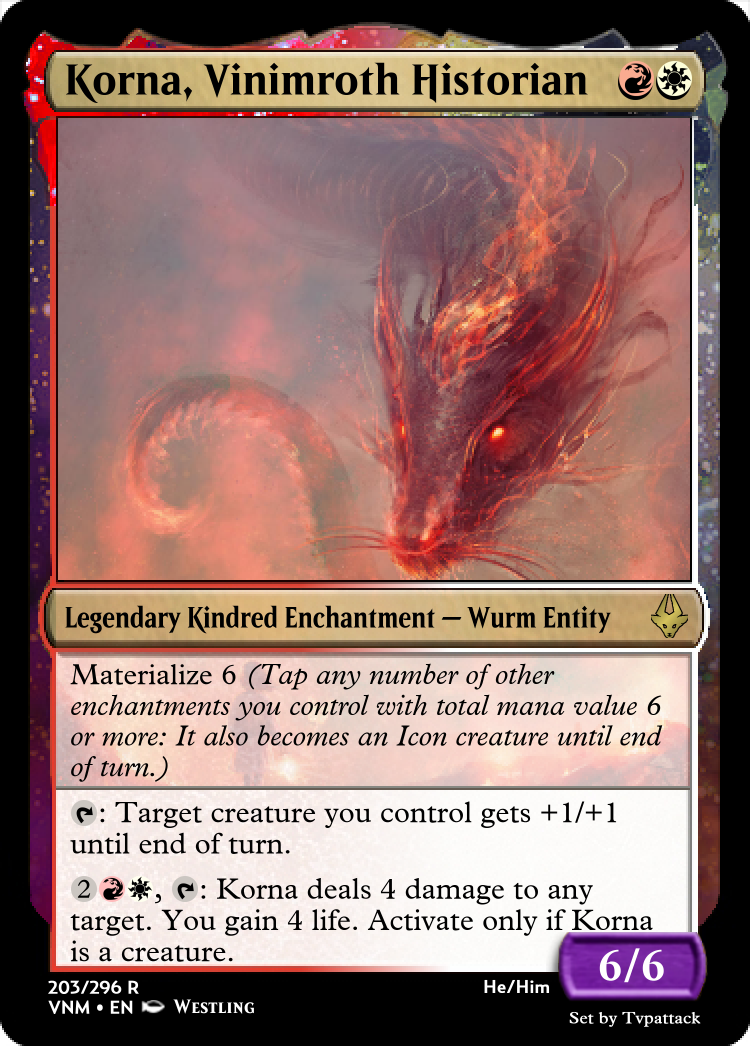 Korna, Vinimroth Historian
Legendary Kindred Enchantment — Wurm Entity
Materialize 6 (Tap any number of other
enchantments you control with total mana value 6
or more: It also becomes an Icon creature until end
of turn.)
: Target creature you control gets +1/+1
until end of turn.
2, : Korna deals 4 damage to any
target. You gain 4 life. Activate only if Korna
is a creature.
6/6
203/296 R
He/Him
VNM • EN Westling
Set by Tvpattack